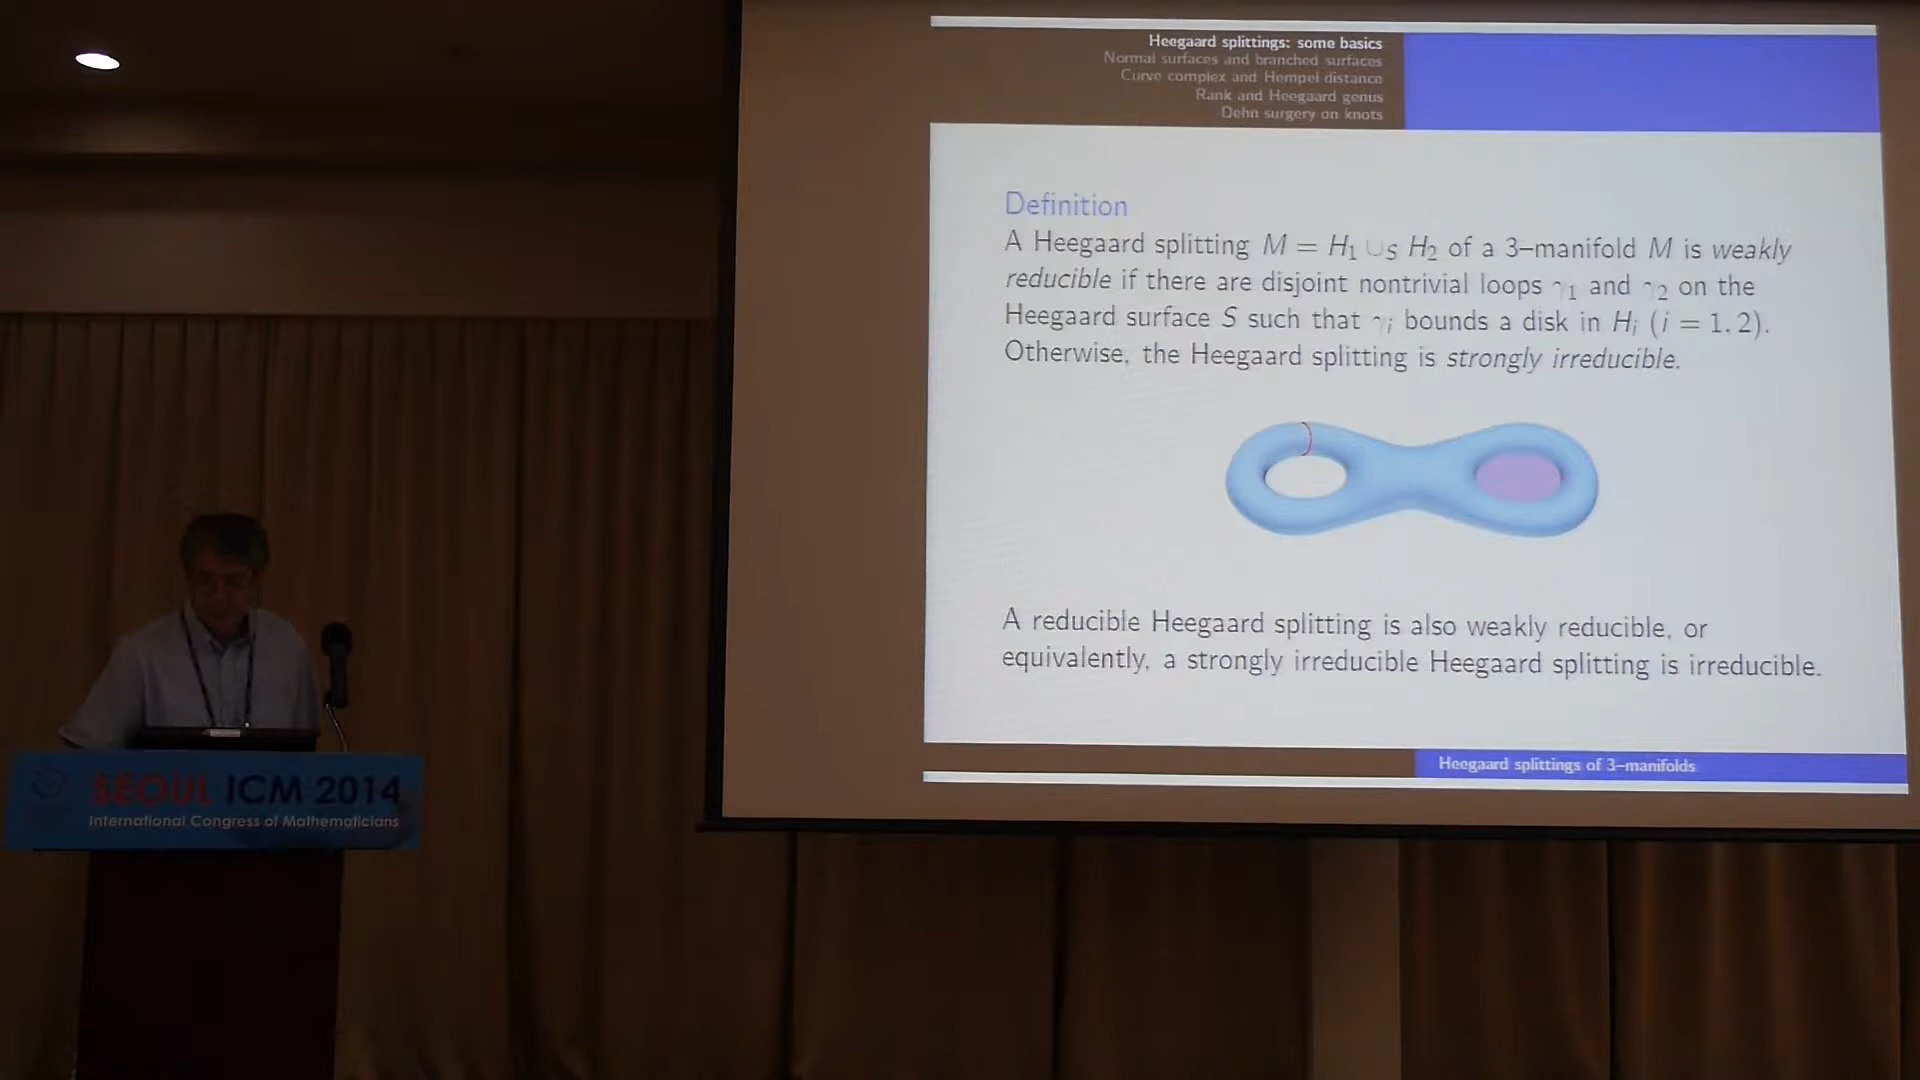 Heegaard splittings: some basics
Normal surfaces and branched surfaces
Curve complex and Hempel distance
Rank and Heegaard genus
Dehn surgery on knots
Definition
A Heegaard splitting M = H₁ ∪_S H₂ of a 3–manifold M is weakly
reducible if there are disjoint nontrivial loops γ₁ and γ₂ on the
Heegaard surface S such that γᵢ bounds a disk in Hᵢ (i = 1, 2).
Otherwise, the Heegaard splitting is strongly irreducible.
A reducible Heegaard splitting is also weakly reducible, or
equivalently, a strongly irreducible Heegaard splitting is irreducible.
Heegaard splittings of 3–manifolds
SEOUL ICM 2014
International Congress of Mathematicians